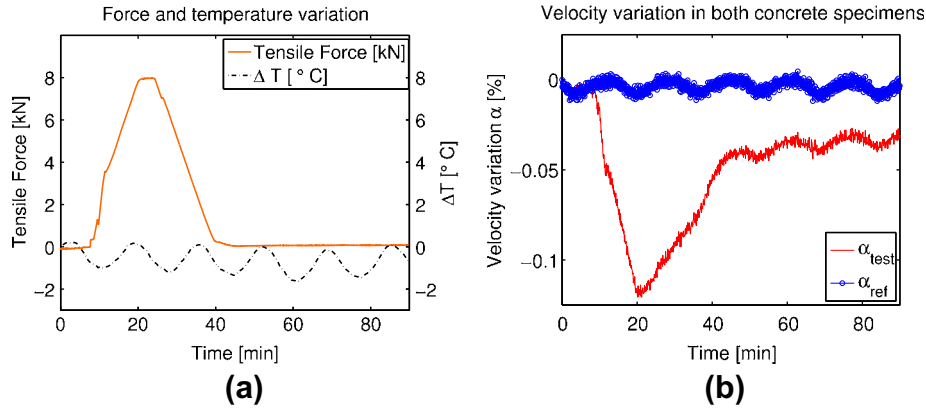 Force and temperature variation
Tensile Force [kN]
Δ T [ ° C]
8
6
4
2
0
−2
8
6
4
2
0
−2
Tensile Force [kN]
ΔT [° C]
0
20
40
60
80
Time [min]
(a)
Velocity variation in both concrete specimens
0
−0.05
−0.1
Velocity variation α [%]
α test
α ref
0
20
40
60
80
Time [min]
(b)